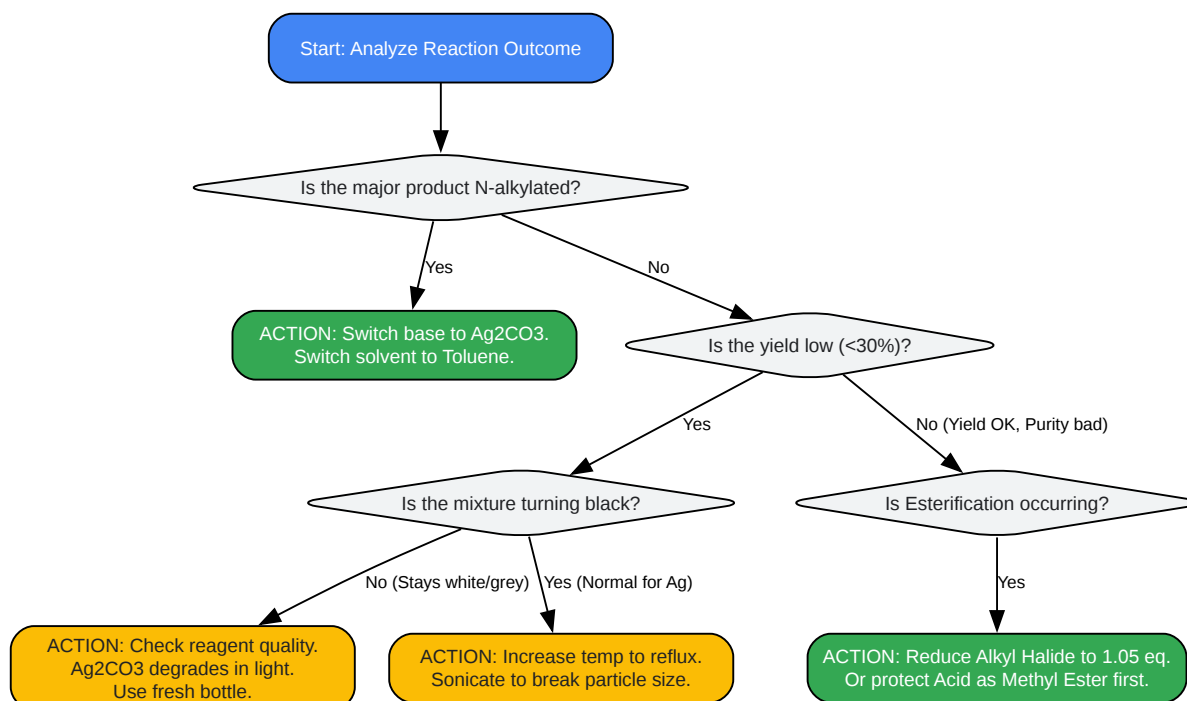 Start: Analyze Reaction Outcome
Is the major product N-alkylated?
Yes
No
ACTION: Switch base to Ag2CO3.
Switch solvent to Toluene.
Is the yield low (<30%)?
Yes
No (Yield OK, Purity bad)
Is the mixture turning black?
Is Esterification occurring?
No (Stays white/grey)
Yes (Normal for Ag)
Yes
ACTION: Check reagent quality.
Ag2CO3 degrades in light.
Use fresh bottle.
ACTION: Increase temp to reflux.
Sonicate to break particle size.
ACTION: Reduce Alkyl Halide to 1.05 eq.
Or protect Acid as Methyl Ester first.